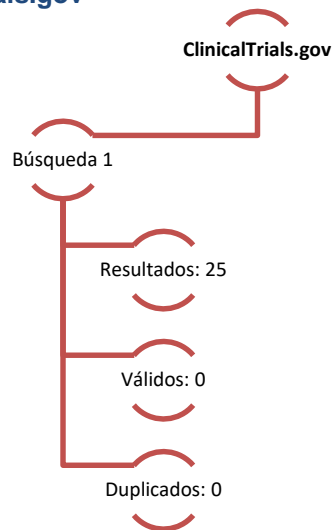 ClinicalTrials.gov
Búsqueda 1
Resultados: 25
Válidos: 0
Duplicados: 0